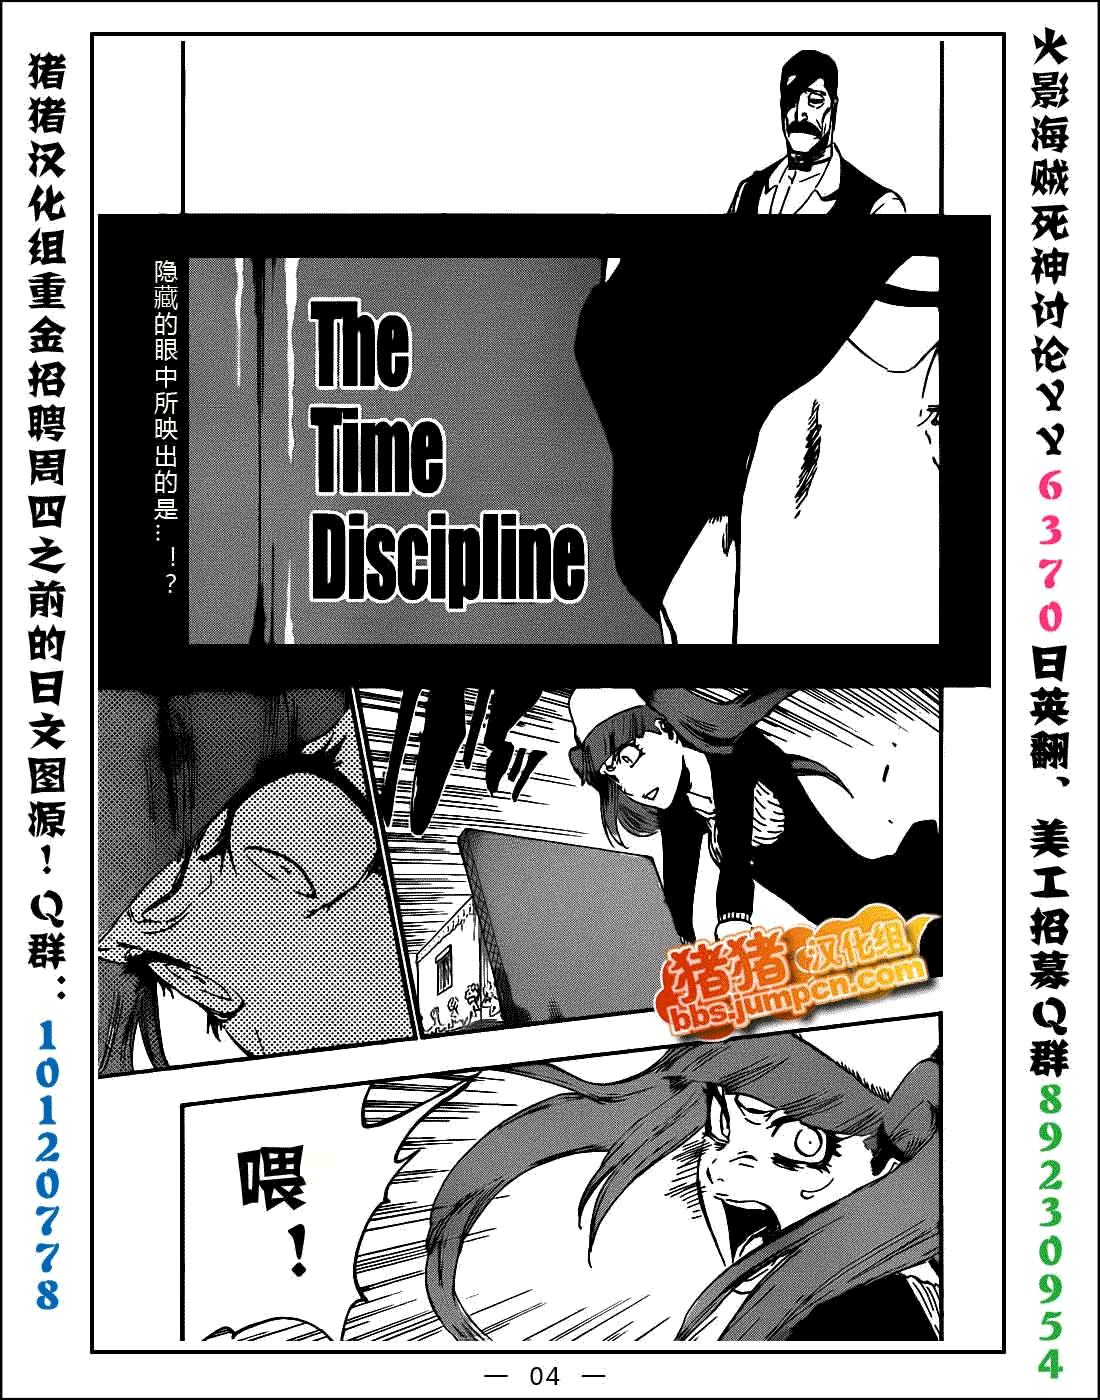 猪猪汉化组重金招聘周四之前的日文图源！Q群：101207778
火影海贼死神讨论YY6370日英翻、美工招募Q群89230954
隐藏的眼中所映出的是…！？
The
Time
Discipline
猪猪汉化组
bbs.jumpcn.com
喂！
— 04 —